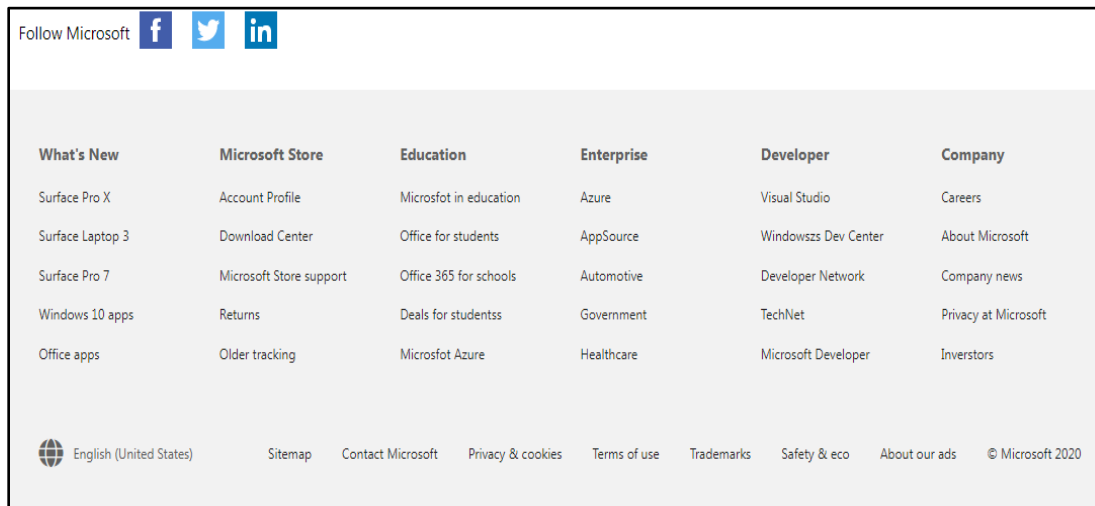 Follow Microsoft
What's New Microsoft Store Education Enterprise Developer Company
Surface Pro X Account Profile Microsfot in education Azure Visual Studio Careers
Surface Laptop 3 Download Center Office for students AppSource Windowszs Dev Center About Microsoft
Surface Pro 7 Microsoft Store support Office 365 for schools Automotive Developer Network Company news
Windows 10 apps Returns Deals for studentss Government TechNet Privacy at Microsoft
Office apps Older tracking Microsfot Azure Healthcare Microsoft Developer Inverstors
English (United States) Sitemap Contact Microsoft Privacy & cookies Terms of use Trademarks Safety & eco About our ads © Microsoft 2020